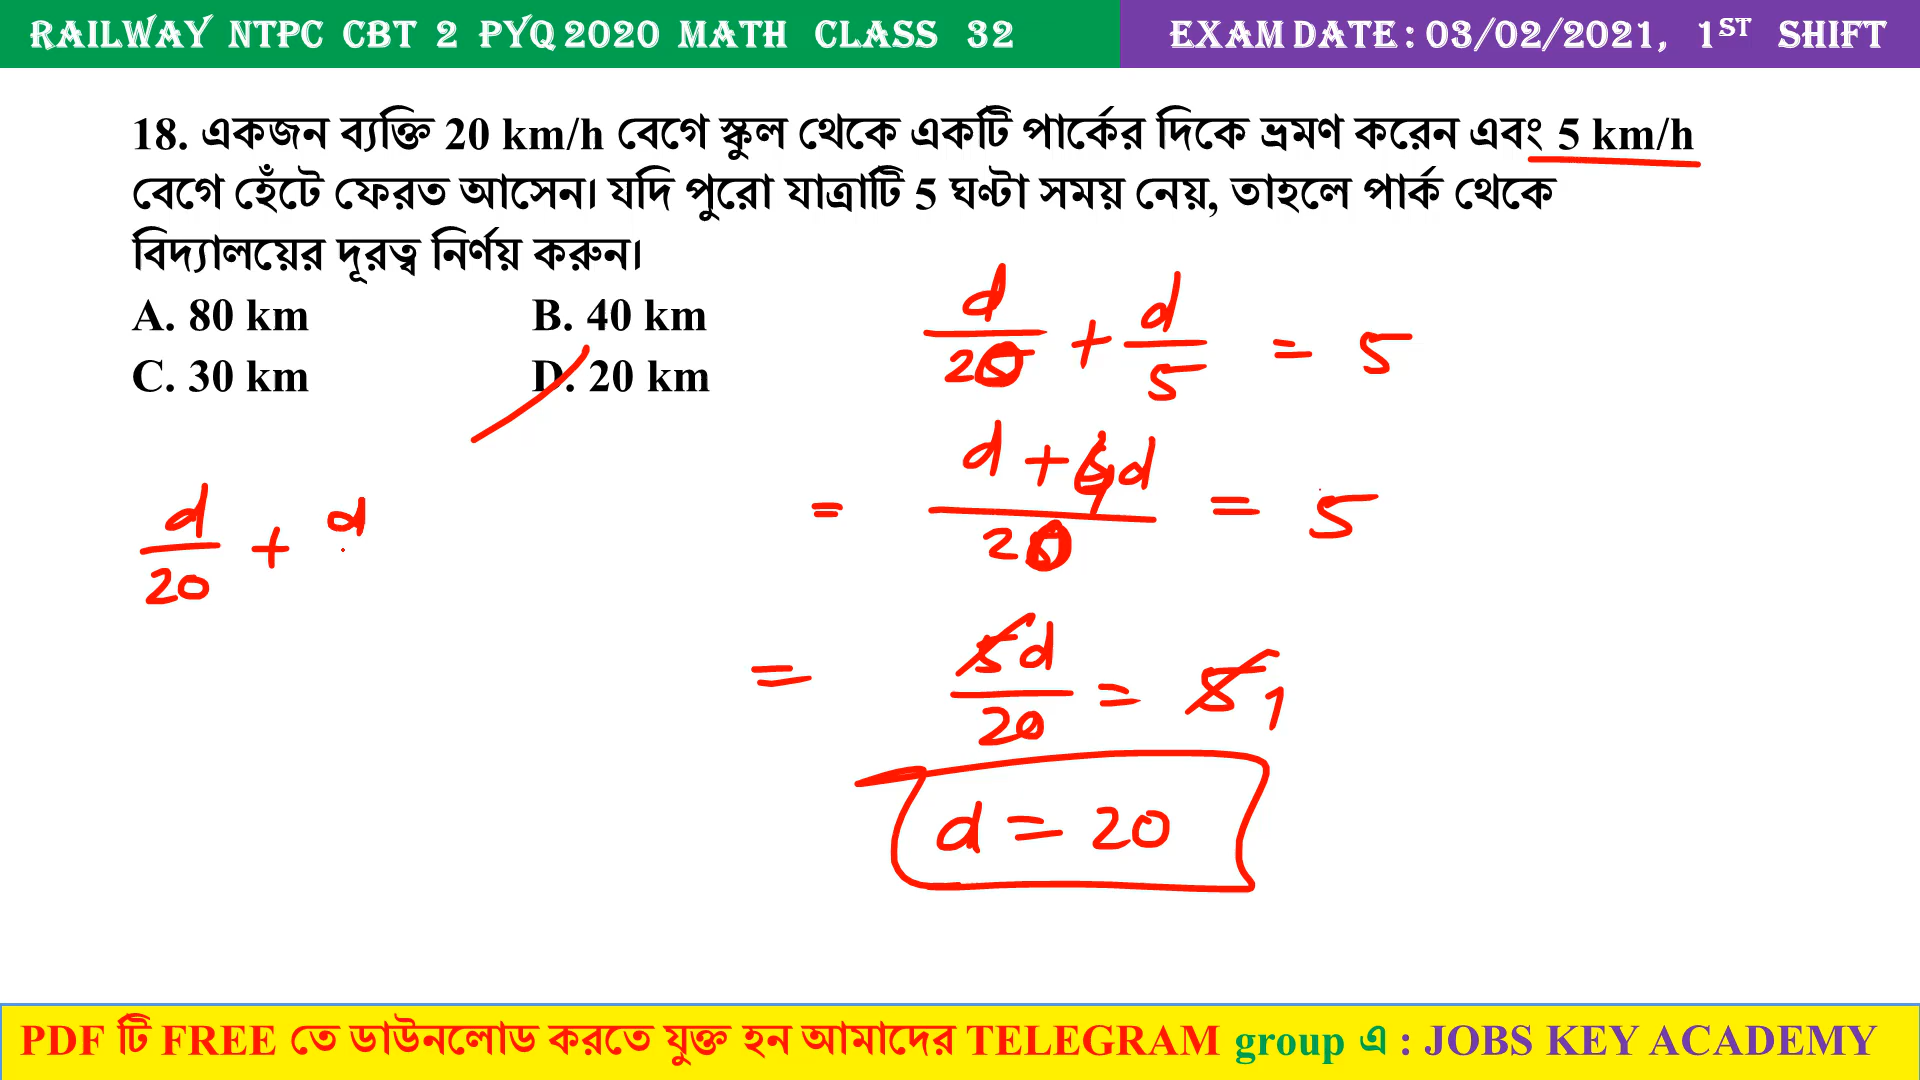 RAILWAY NTPC CBT 2 PYQ 2020 MATH CLASS 32
EXAM DATE : 03/02/2021, 1ST SHIFT
18. একজন ব্যক্তি 20 km/h বেগে স্কুল থেকে একটি পার্কের দিকে ভ্রমণ করেন এবং 5 km/h
বেগে হেঁটে ফেরত আসেন। যদি পুরো যাত্রাটি 5 ঘণ্টা সময় নেয়, তাহলে পার্ক থেকে
বিদ্যালয়ের দূরত্ব নির্ণয় করুন।
A. 80 km B. 40 km
C. 30 km D. 20 km
d/20 + d/5 = 5
= d + 4d/20 = 5
= 5d/20 = 5 1
d = 20
d/20 + d
PDF টি FREE তে ডাউনলোড করতে যুক্ত হন আমাদের TELEGRAM group এ : JOBS KEY ACADEMY